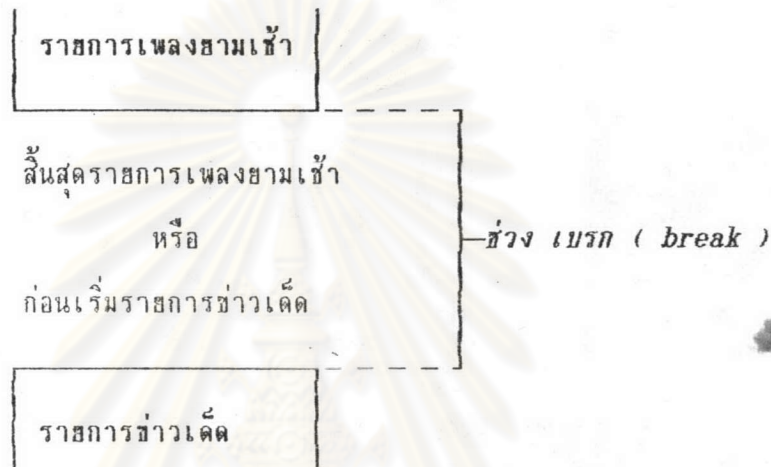 รายการเพลงยามเช้า
สิ้นสุดรายการเพลงยามเช้า
หรือ
ช่วง เบรก ( break )
ก่อนเริ่มรายการข่าวเด็ด
รายการข่าวเด็ด